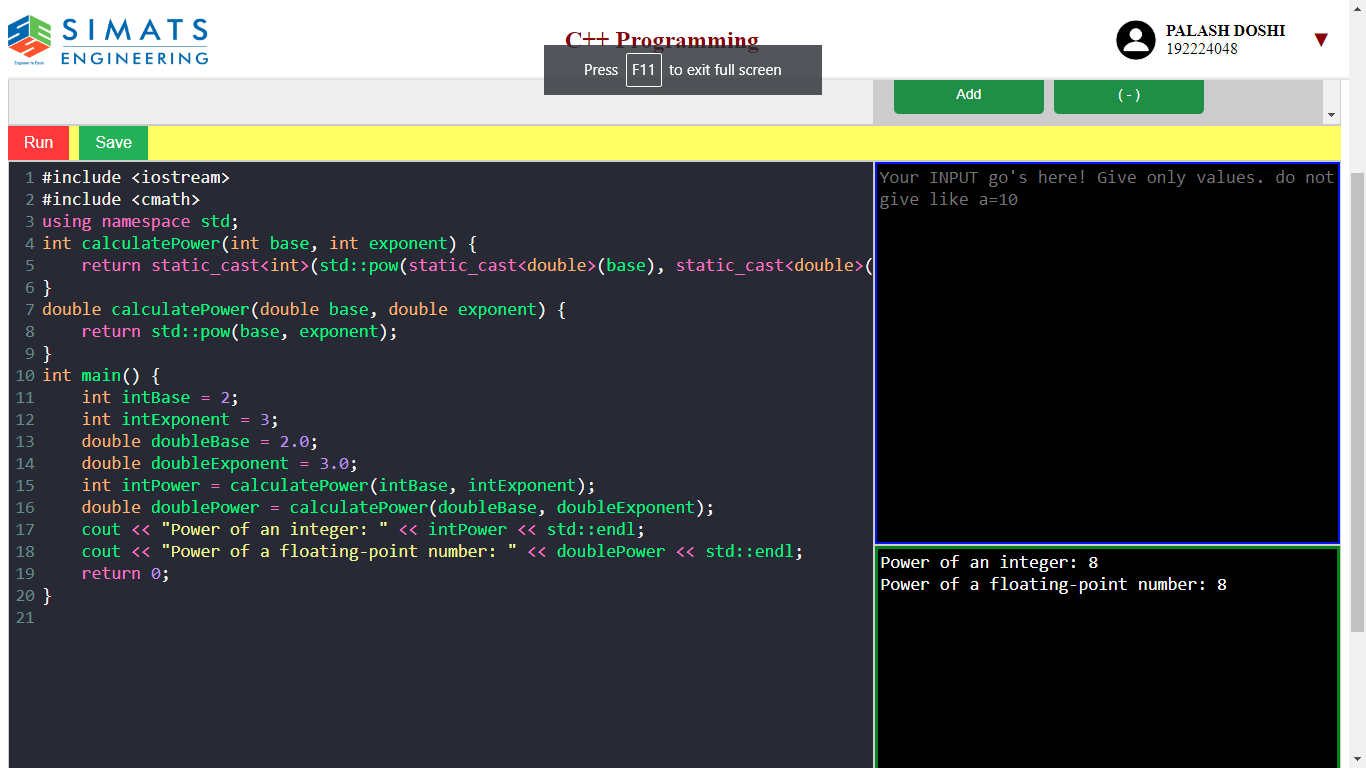 SIMATS
ENGINEERING
Engineer to Excel
C++ Programming
PALASH DOSHI
192224048
▼
Press F11 to exit full screen
Add
( - )
Run
Save
1 #include <iostream>
2 #include <cmath>
3 using namespace std;
4 int calculatePower(int base, int exponent) {
5     return static_cast<int>(std::pow(static_cast<double>(base), static_cast<double>(
6 }
7 double calculatePower(double base, double exponent) {
8     return std::pow(base, exponent);
9 }
10 int main() {
11     int intBase = 2;
12     int intExponent = 3;
13     double doubleBase = 2.0;
14     double doubleExponent = 3.0;
15     int intPower = calculatePower(intBase, intExponent);
16     double doublePower = calculatePower(doubleBase, doubleExponent);
17     cout << "Power of an integer: " << intPower << std::endl;
18     cout << "Power of a floating-point number: " << doublePower << std::endl;
19     return 0;
20 }
21
Your INPUT go's here! Give only values. do not
give like a=10
Power of an integer: 8
Power of a floating-point number: 8